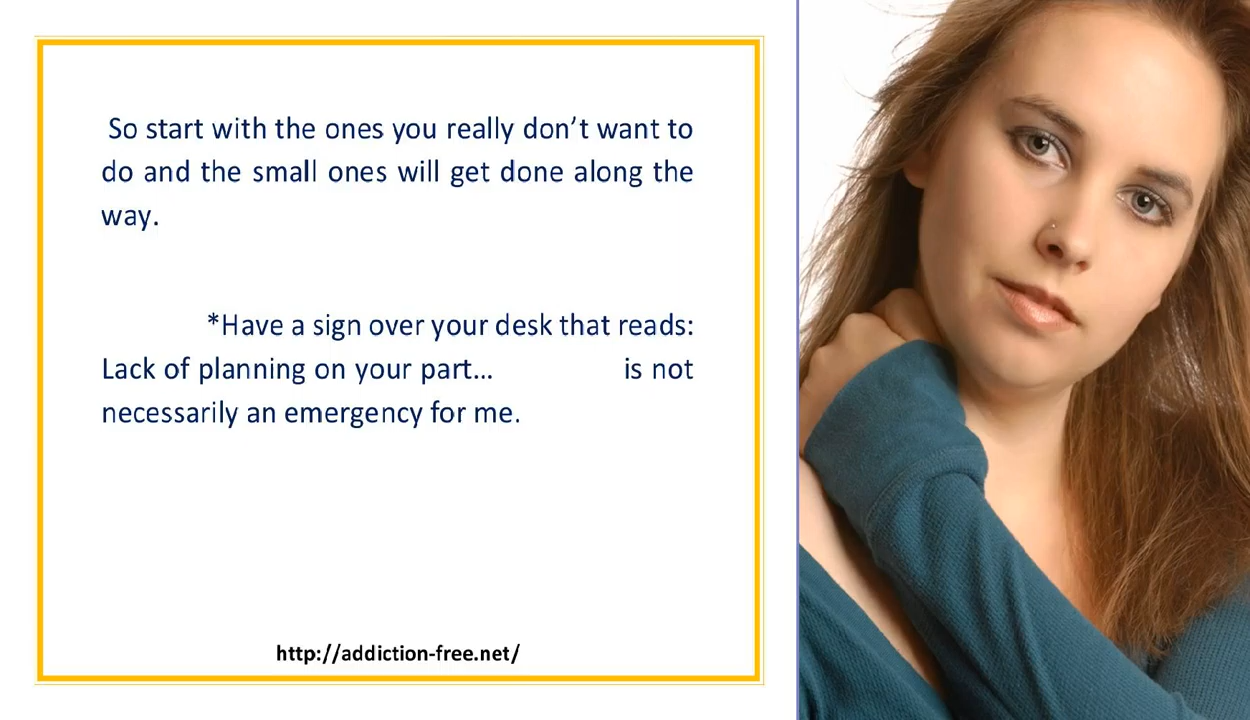 So start with the ones you really don’t want to
do and the small ones will get done along the
way.
*Have a sign over your desk that reads:
Lack of planning on your part… is not
necessarily an emergency for me.
http://addiction-free.net/